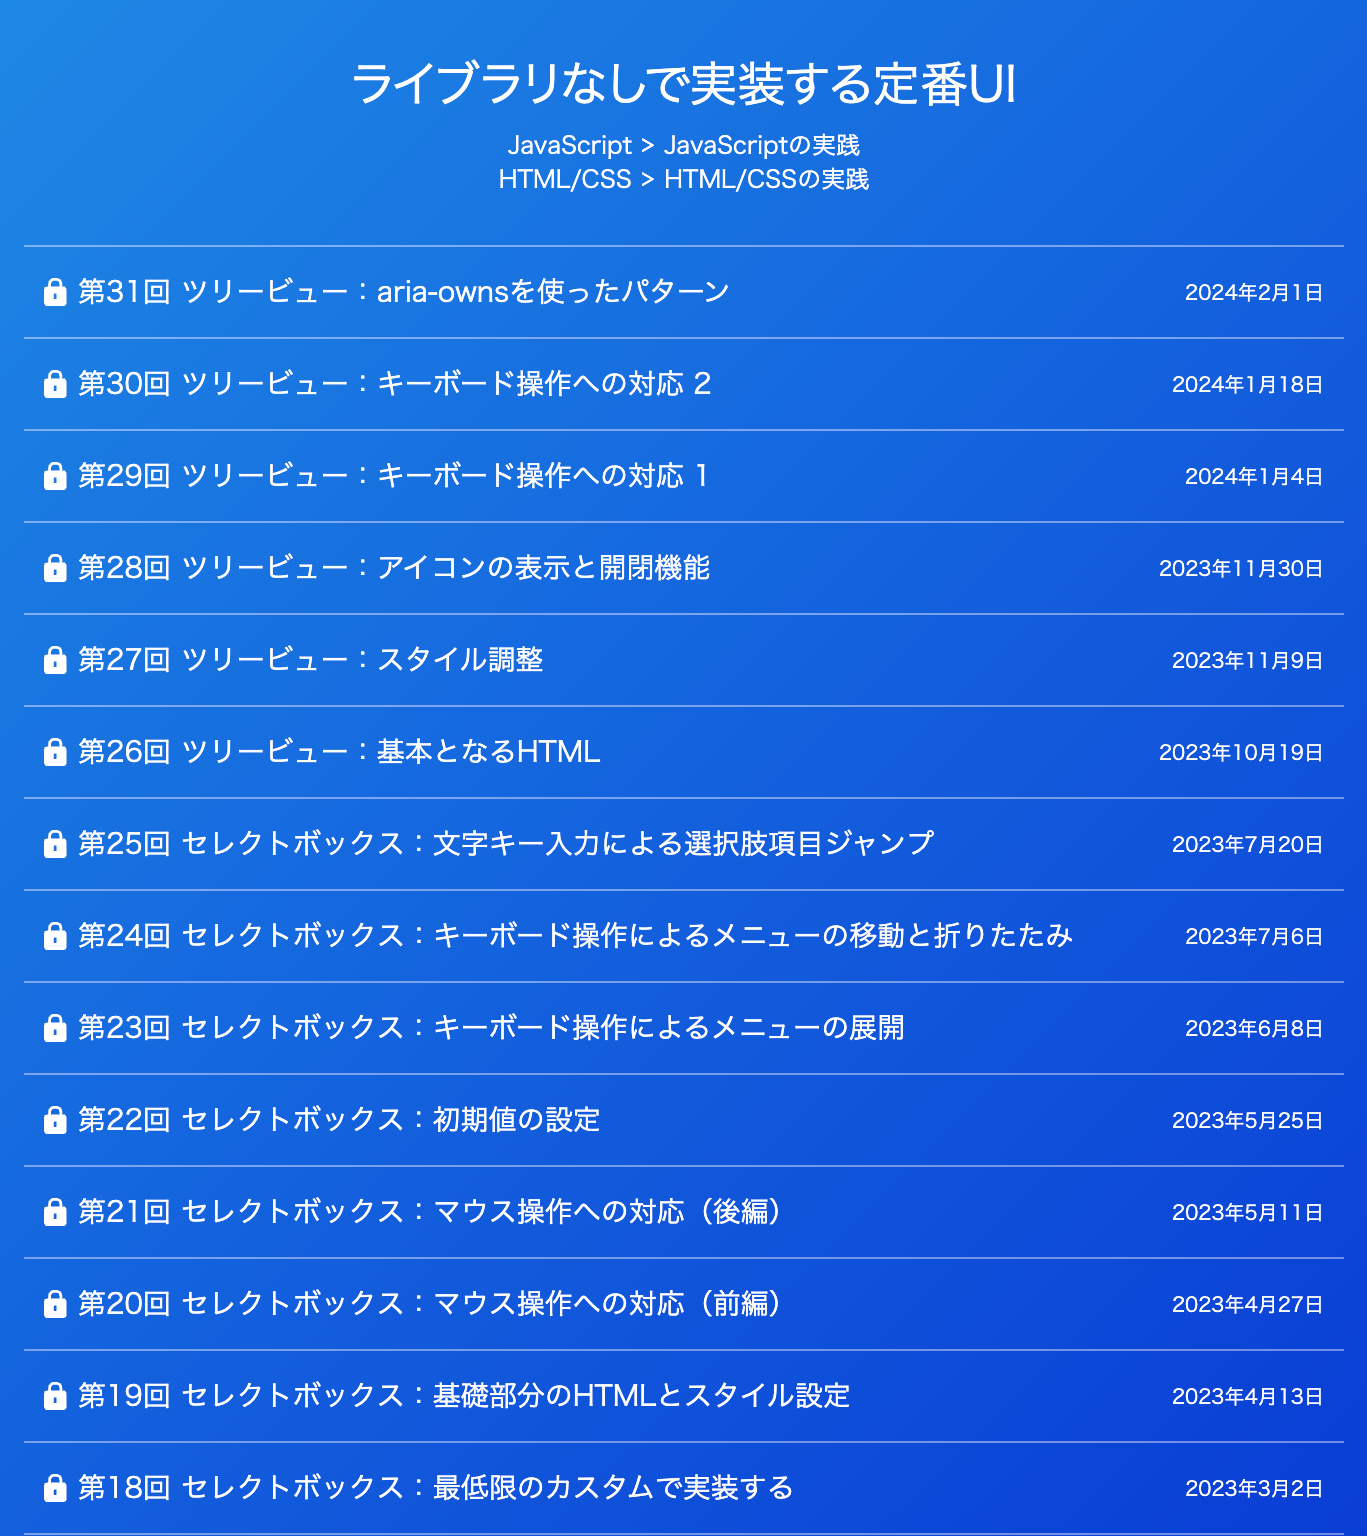 ライブラリなしで実装する定番UI
JavaScript > JavaScriptの実践
HTML/CSS > HTML/CSSの実践
第31回 ツリービュー：aria-ownsを使ったパターン 2024年2月1日
第30回 ツリービュー：キーボード操作への対応 2 2024年1月18日
第29回 ツリービュー：キーボード操作への対応 1 2024年1月4日
第28回 ツリービュー：アイコンの表示と開閉機能 2023年11月30日
第27回 ツリービュー：スタイル調整 2023年11月9日
第26回 ツリービュー：基本となるHTML 2023年10月19日
第25回 セレクトボックス：文字キー入力による選択肢項目ジャンプ 2023年7月20日
第24回 セレクトボックス：キーボード操作によるメニューの移動と折りたたみ 2023年7月6日
第23回 セレクトボックス：キーボード操作によるメニューの展開 2023年6月8日
第22回 セレクトボックス：初期値の設定 2023年5月25日
第21回 セレクトボックス：マウス操作への対応（後編） 2023年5月11日
第20回 セレクトボックス：マウス操作への対応（前編） 2023年4月27日
第19回 セレクトボックス：基礎部分のHTMLとスタイル設定 2023年4月13日
第18回 セレクトボックス：最低限のカスタムで実装する 2023年3月2日